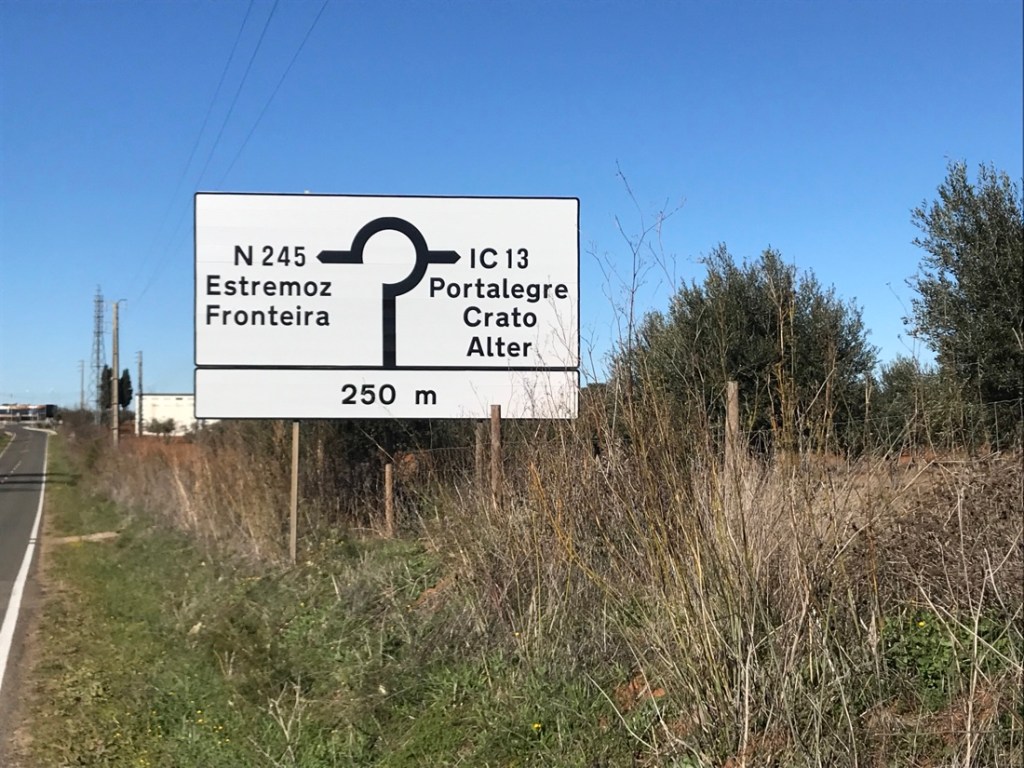 N 245
Estremoz
Fronteira
IC 13
Portalegre
Crato
Alter
250 m